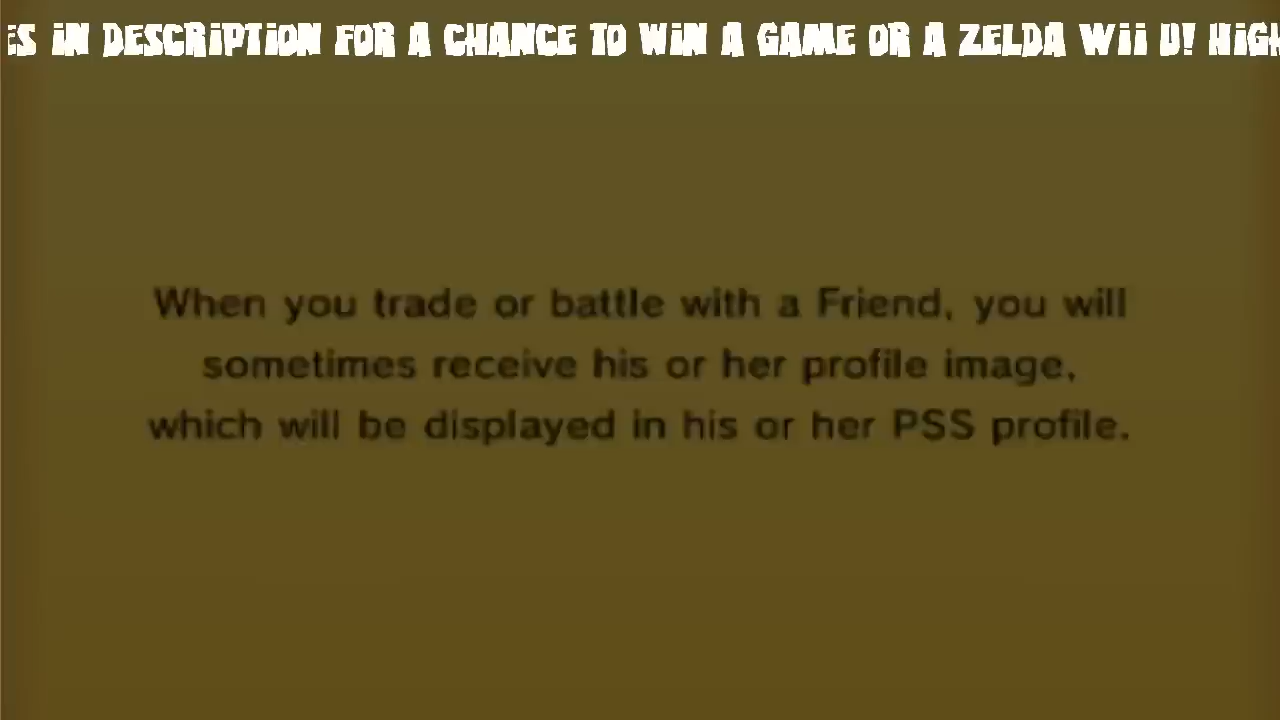 ES IN DESCRIPTION FOR A CHANCE TO WIN A GAME OR A ZELDA Wii U! HIGH
When you trade or battle with a Friend, you will
sometimes receive his or her profile image,
which will be displayed in his or her PSS profile.